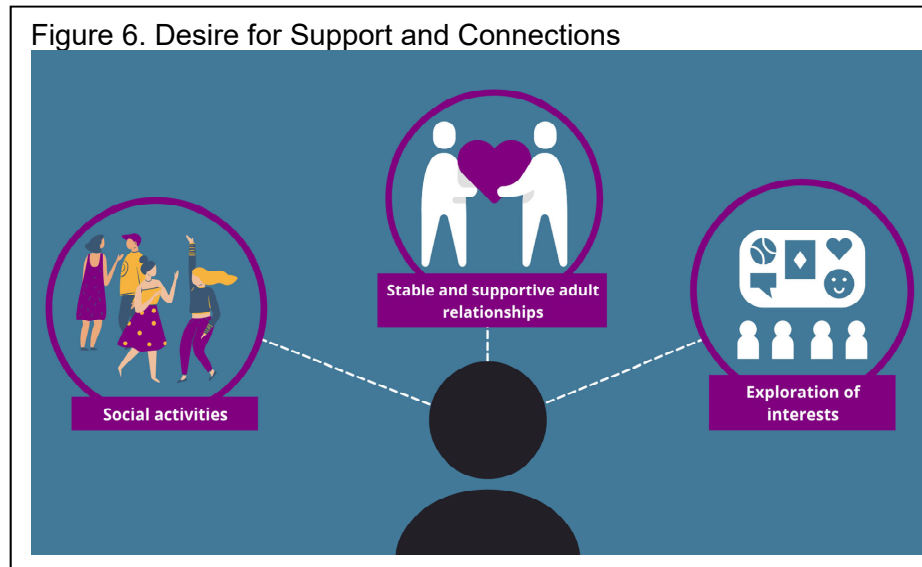 Figure 6. Desire for Support and Connections
Stable and supportive adult
relationships
Social activities
Exploration of
interests